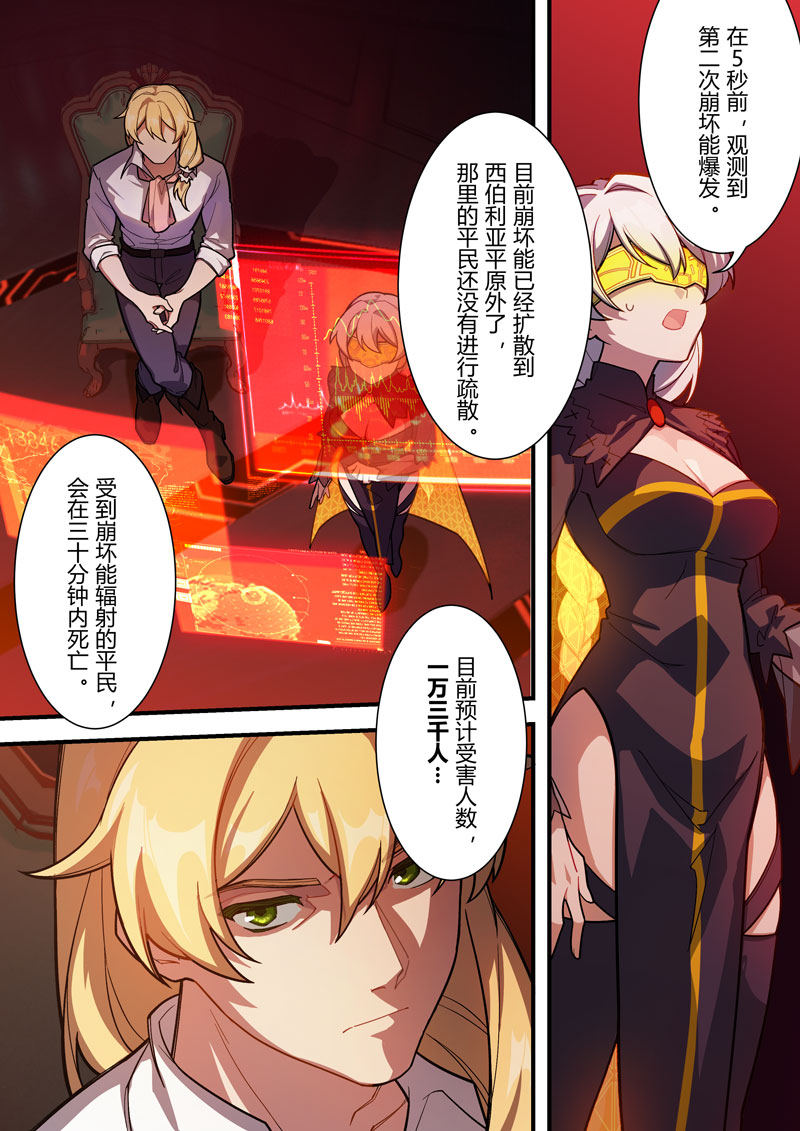 在5秒前，观测到
第二次崩坏能爆发。
目前崩坏能已经扩散到
西伯利亚平原外了，
那里的平民还没有进行疏散。
受到崩坏能辐射的平民，
会在三十分钟内死亡。
目前预计受害人数，
一万三千人…